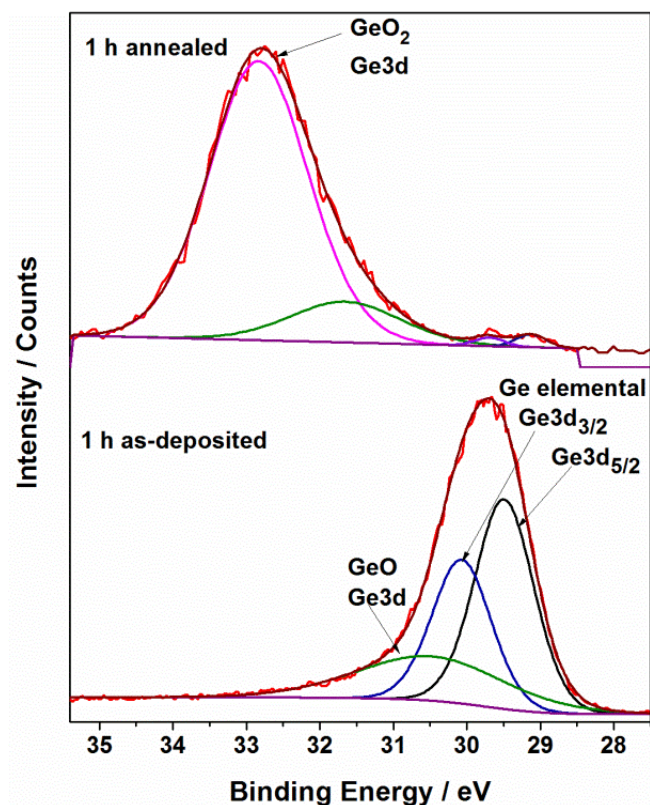 1 h annealed
GeO2
Ge3d
Intensity / Counts
1 h as-deposited
Ge elemental
Ge3d3/2
Ge3d5/2
GeO
Ge3d
35 34 33 32 31 30 29 28
Binding Energy / eV